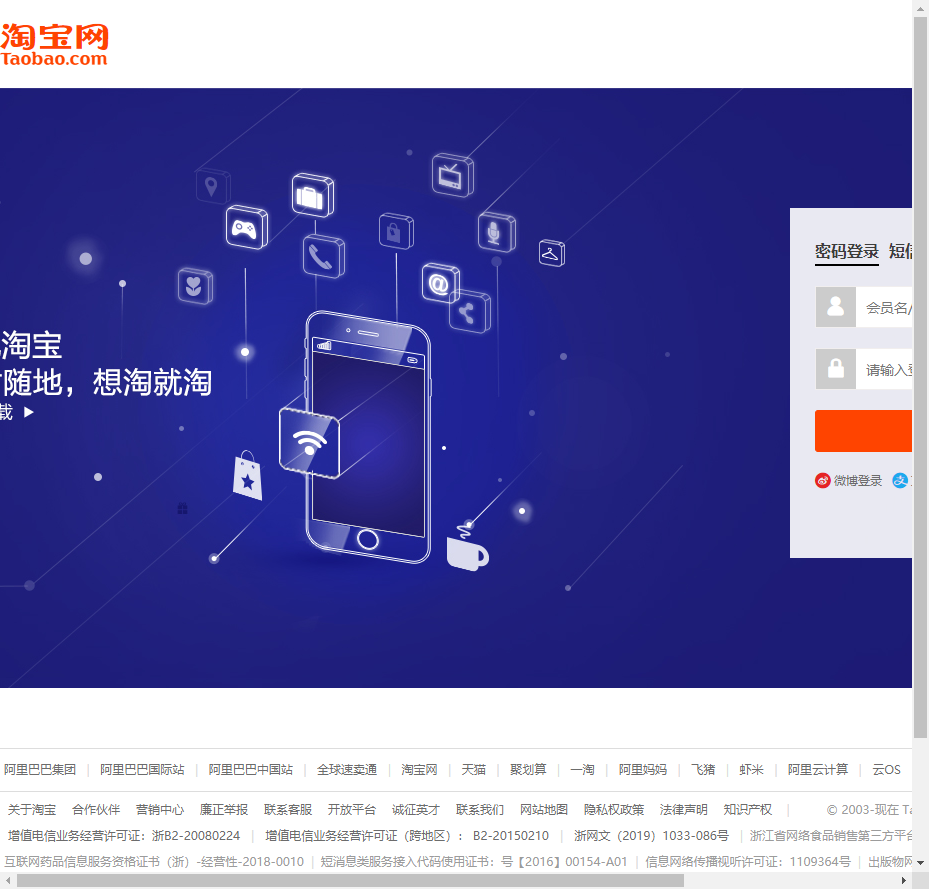 淘宝网
Taobao.com
密码登录 短信
会员名/
淘宝
随地，想淘就淘
载
请输入登
微博登录
阿里巴巴集团 | 阿里巴巴国际站 | 阿里巴巴中国站 | 全球速卖通 | 淘宝网 | 天猫 | 聚划算 | 一淘 | 阿里妈妈 | 飞猪 | 虾米 | 阿里云计算 | 云OS
关于淘宝 合作伙伴 营销中心 廉正举报 联系客服 开放平台 诚征英才 联系我们 网站地图 隐私权政策 法律声明 知识产权 | © 2003-现在 Ta
增值电信业务经营许可证：浙B2-20080224 | 增值电信业务经营许可证（跨地区）： B2-20150210 | 浙网文（2019）1033-086号 | 浙江省网络食品销售第三方平台
互联网药品信息服务资格证书（浙）-经营性-2018-0010 | 短消息类服务接入代码使用证书：号【2016】00154-A01 | 信息网络传播视听许可证：1109364号 | 出版物网